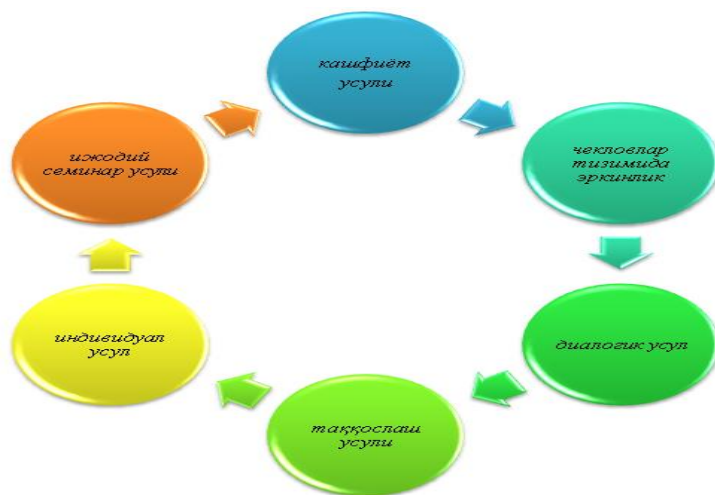 кашфиёт
усули
чекловлар
тизимида
эркинлик
диалогик усул
таққослаш
усули
индивидуал
усул
ижодий
семинар усули